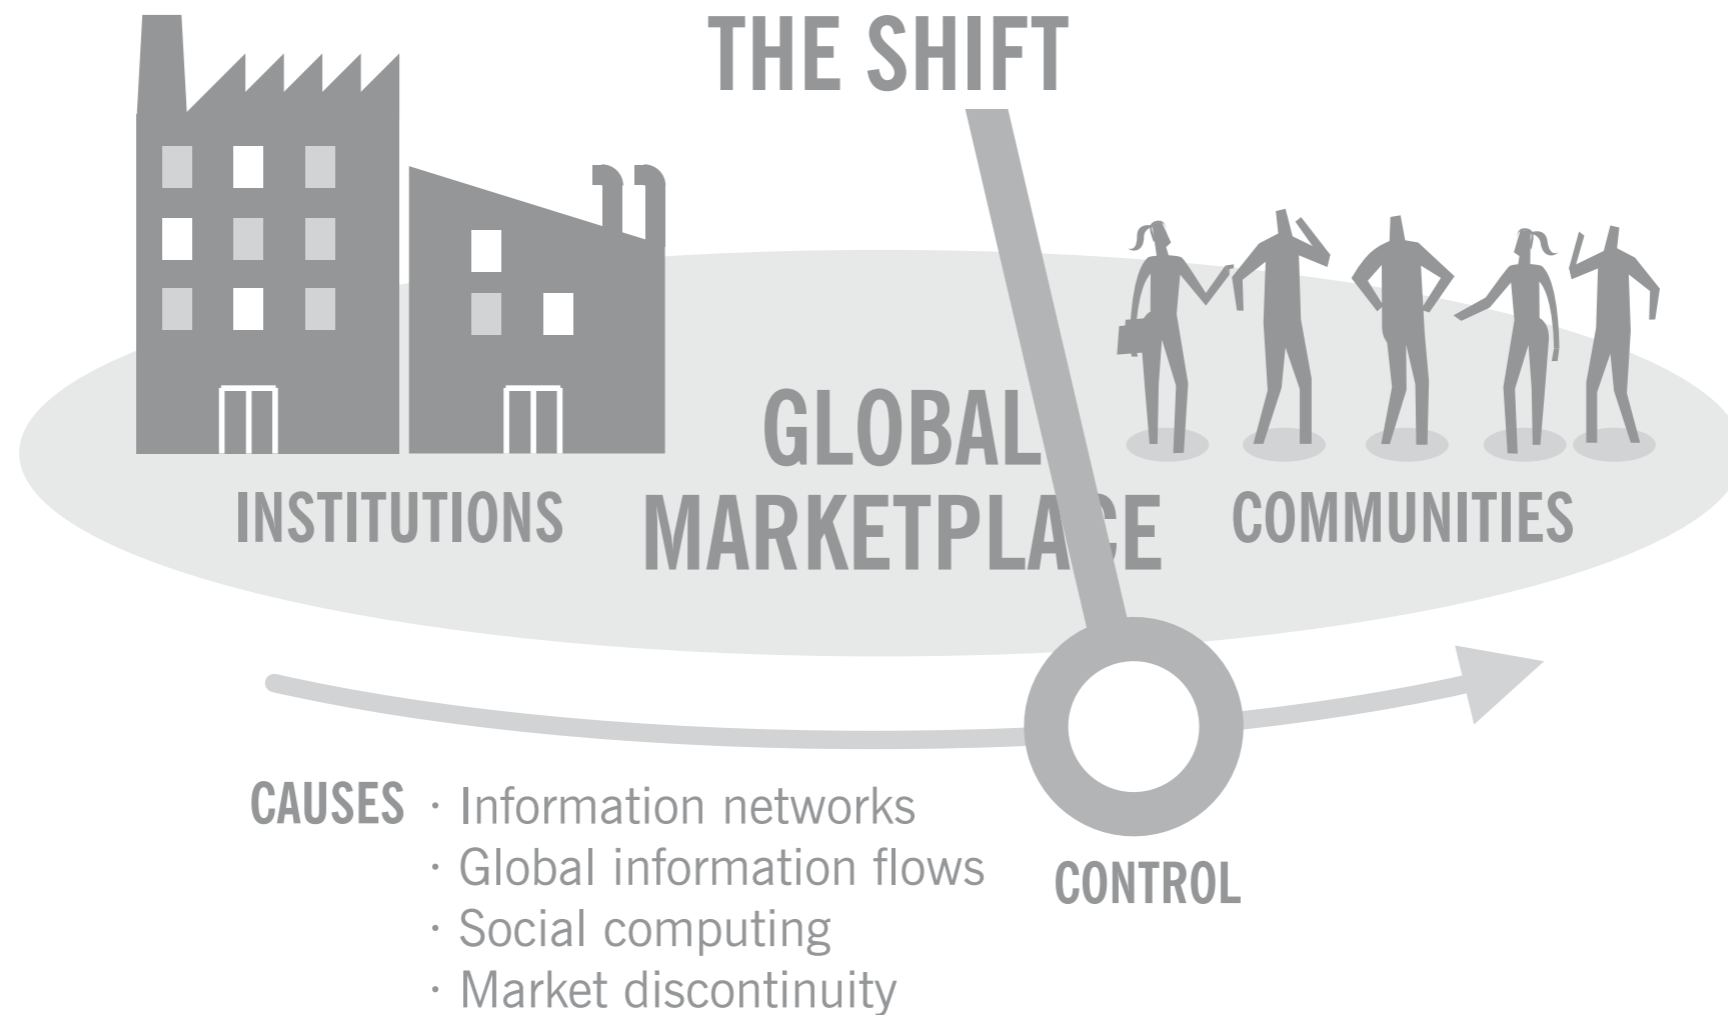 THE SHIFT
GLOBAL
MARKETPLACE
INSTITUTIONS
COMMUNITIES
CAUSES · Information networks
· Global information flows
· Social computing
· Market discontinuity
CONTROL